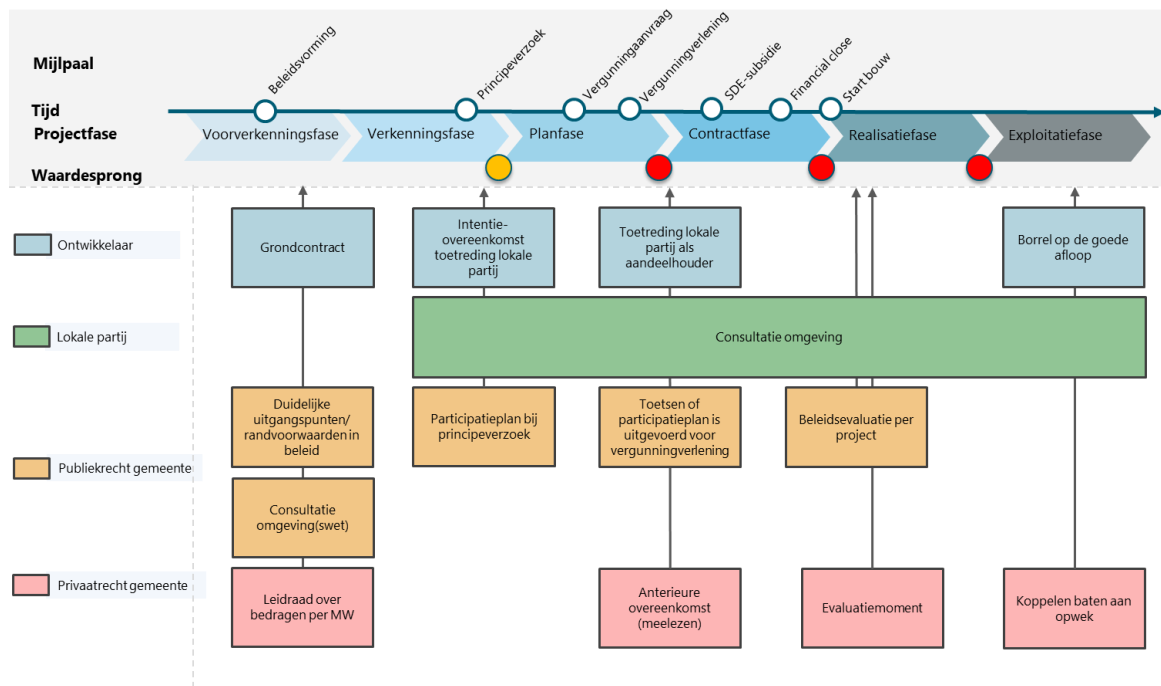 Mijlpaal
Beleidsvorming
Principeverzoek
Vergunningaanvraag
Vergunningverlening
SDE-subsidie
Financial close
Start bouw
Tijd
Projectfase
Voorverkenningsfase
Verkenningsfase
Planfase
Contractfase
Realisatiefase
Exploitatiefase
Waardesprong
Ontwikkelaar
Grondcontract
Intentie-
overeenkomst
toetreding lokale
partij
Toetreding lokale
partij als
aandeelhouder
Borrel op de goede
afloop
Lokale partij
Consultatie omgeving
Publiekrecht gemeente
Duidelijke
uitgangspunten/
randvoorwaarden in
beleid
Participatieplan bij
principeverzoek
Toetsen of
participatieplan is
uitgevoerd voor
vergunningverlening
Beleidsevaluatie per
project
Consultatie
omgeving(swet)
Privaatrecht gemeente
Leidraad over
bedragen per MW
Anterieure
overeenkomst
(meelezen)
Evaluatiemoment
Koppelen baten aan
opwek